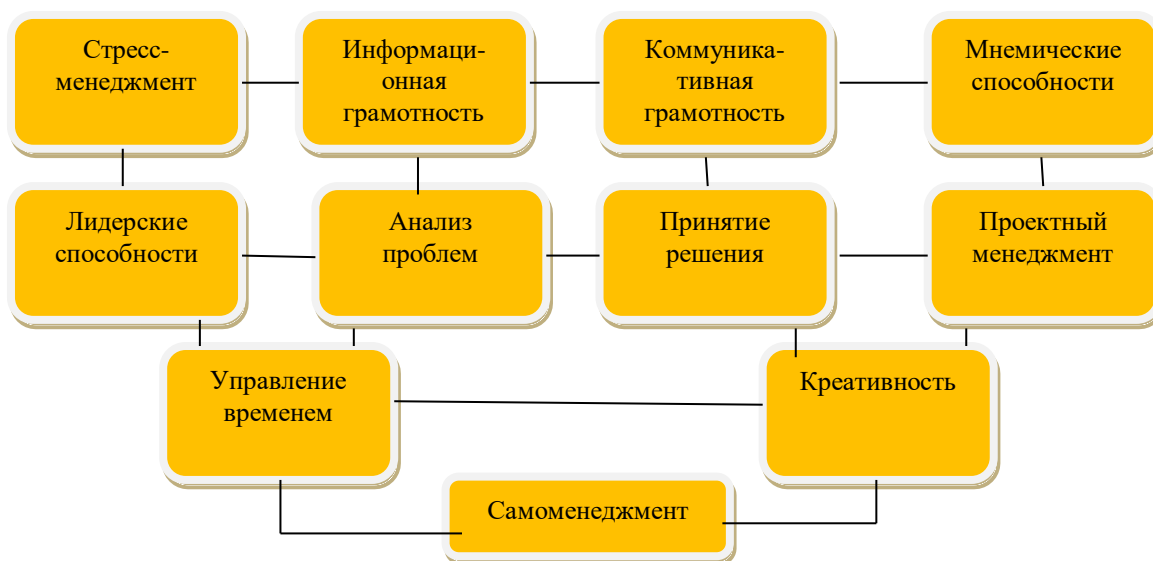 Стресс-
менеджмент
Информаци-
онная
грамотность
Коммуника-
тивная
грамотность
Мнемические
способности
Лидерские
способности
Анализ
проблем
Принятие
решения
Проектный
менеджмент
Управление
временем
Креативность
Самоменеджмент